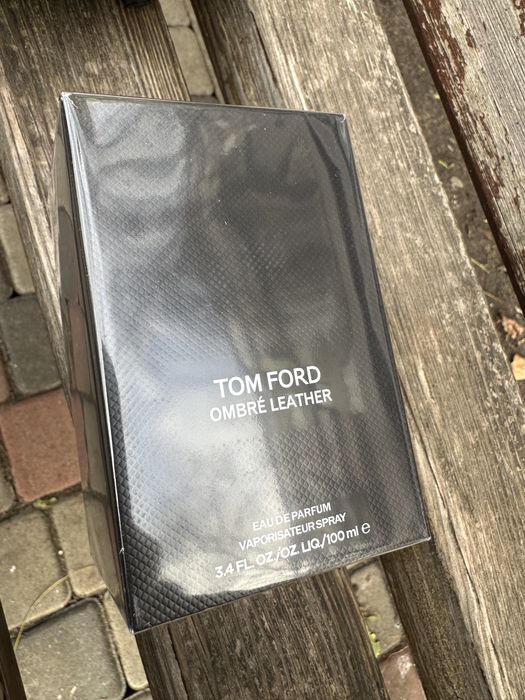 TOM FORD
OMBRÉ LEATHER
EAU DE PARFUM
VAPORISATEUR SPRAY
3.4 FL. OZ./OZ. LIQ./100 ml ℮